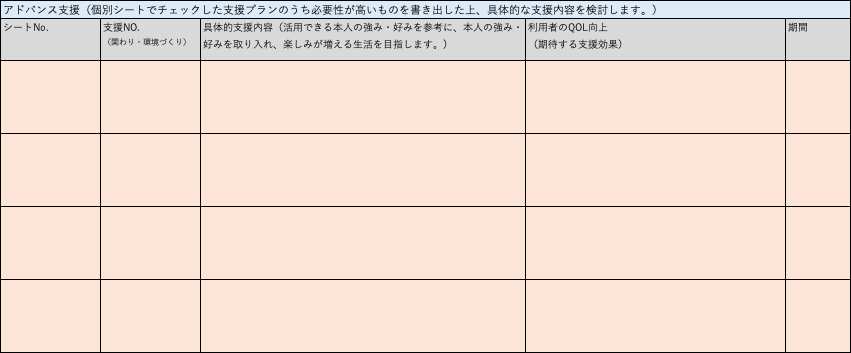 アドバンス支援（個別シートでチェックした支援プランのうち必要性が高いものを書き出した上、具体的な支援内容を検討します。）
シートNo.
支援NO.
（関わり・環境づくり）
具体的支援内容（活用できる本人の強み・好みを参考に、本人の強み・
好みを取り入れ、楽しみが増える生活を目指します。）
利用者のQOL向上
（期待する支援効果）
期間